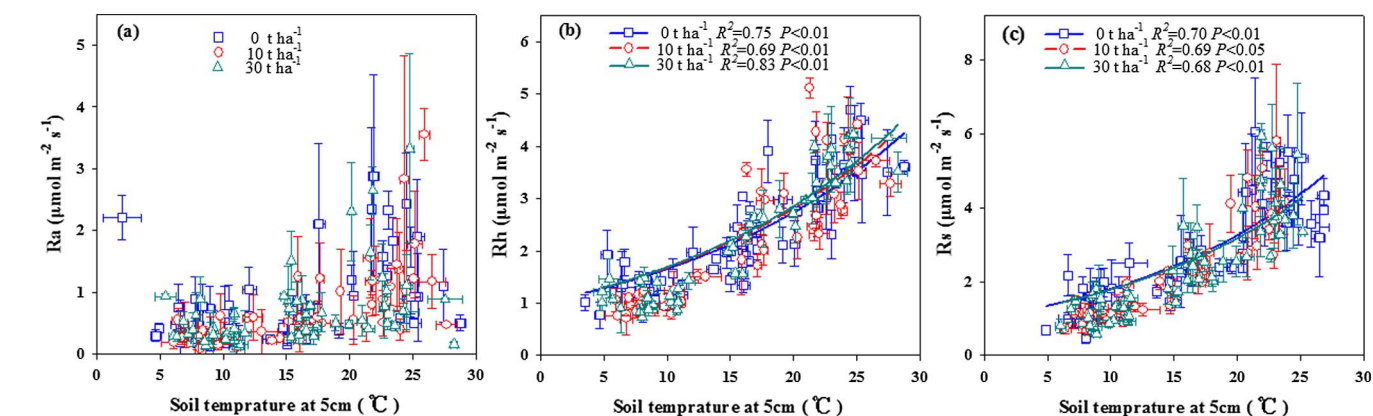 (a)
0 t ha-1
10 t ha-1
30 t ha-1
Ra (μmol m-2 s-1)
5
4
3
2
1
0
0 5 10 15 20 25 30
Soil temprature at 5cm (℃)
(b)
0 t ha-1 R2=0.75 P<0.01
10 t ha-1 R2=0.69 P<0.01
30 t ha-1 R2=0.83 P<0.01
Rh (μmol m-2 s-1)
6
5
4
3
2
1
0
0 5 10 15 20 25 30
Soil temprature at 5cm (℃)
(c)
0 t ha-1 R2=0.70 P<0.01
10 t ha-1 R2=0.69 P<0.05
30 t ha-1 R2=0.68 P<0.01
Rs (μmol m-2 s-1)
8
6
4
2
0
0 5 10 15 20 25 30
Soil temprature at 5cm (℃)